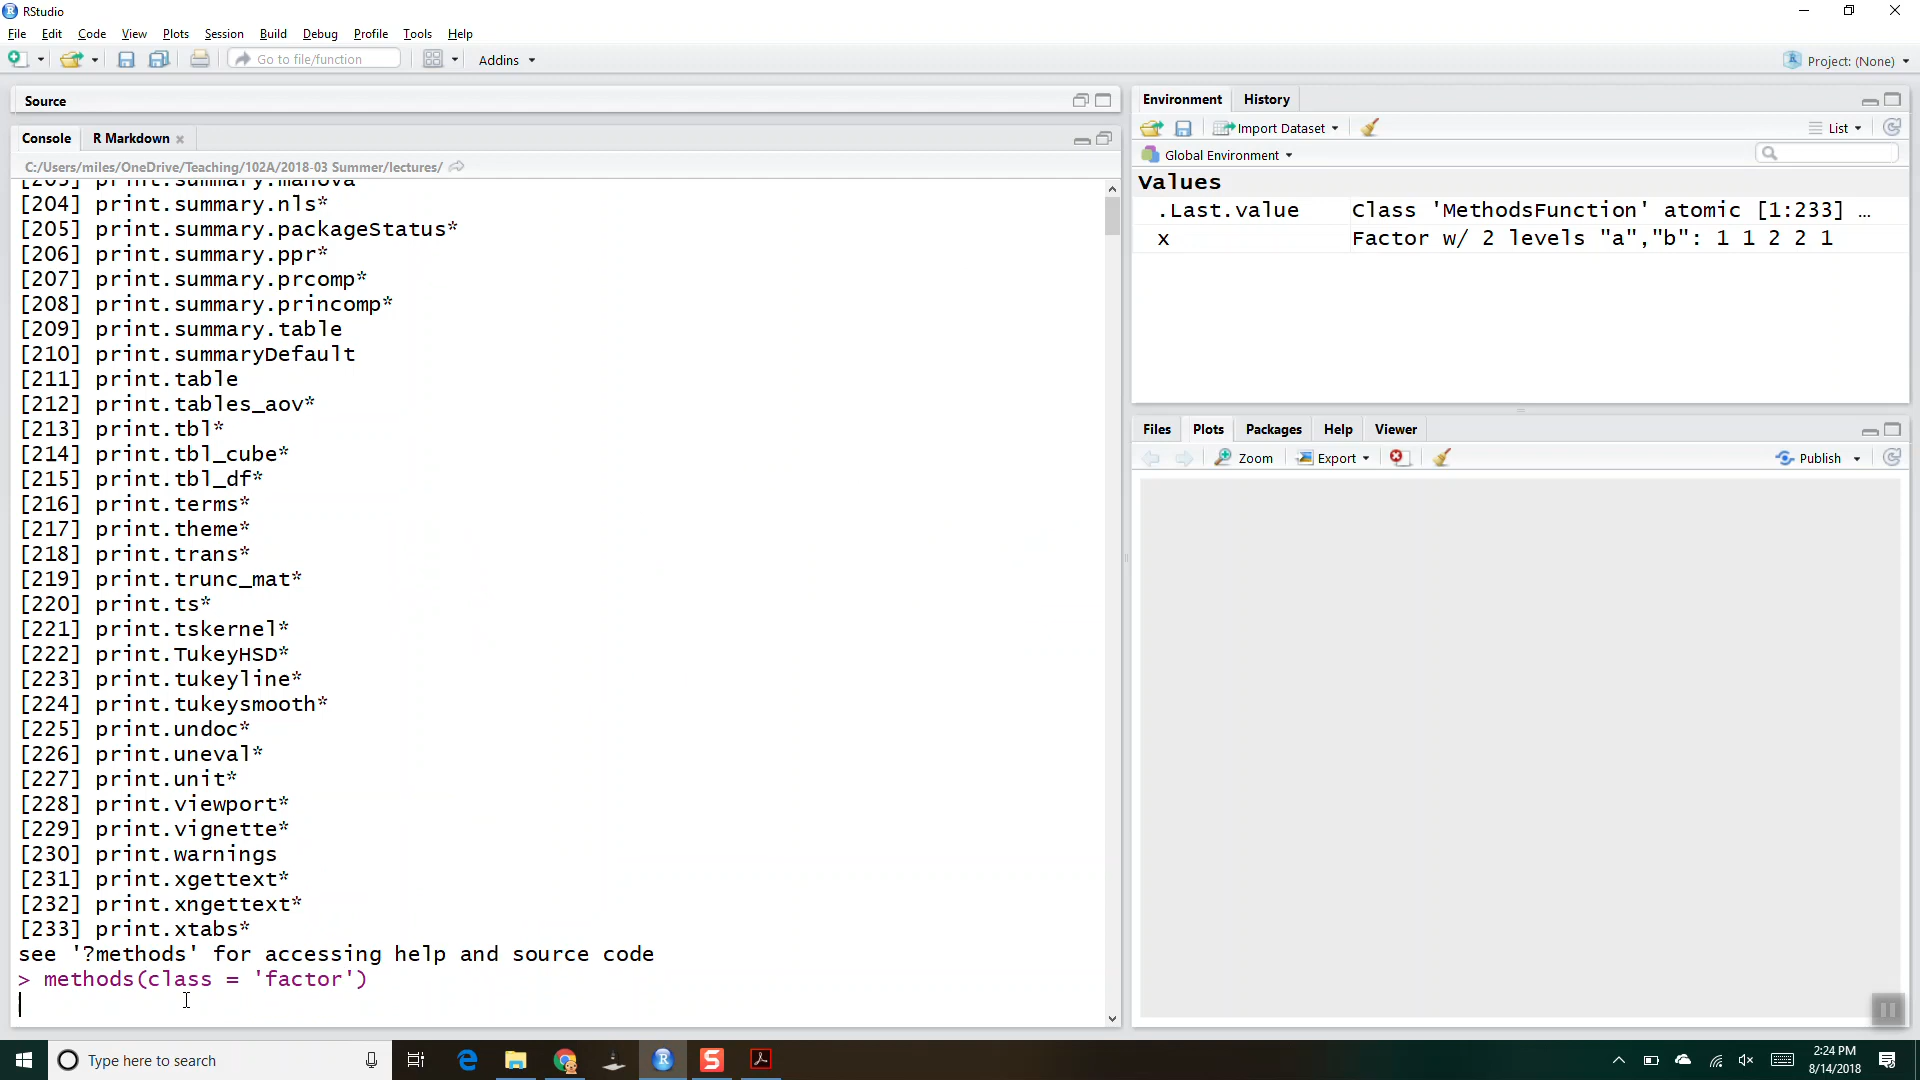 RStudio
File Edit Code View Plots Session Build Debug Profile Tools Help
Go to file/function Addins Project: (None)
Source
Console R Markdown
C:/Users/miles/OneDrive/Teaching/102A/2018-03 Summer/lectures/
[203] print.summary.manova
[204] print.summary.nls*
[205] print.summary.packageStatus*
[206] print.summary.ppr*
[207] print.summary.prcomp*
[208] print.summary.princomp*
[209] print.summary.table
[210] print.summaryDefault
[211] print.table
[212] print.tables_aov*
[213] print.tbl*
[214] print.tbl_cube*
[215] print.tbl_df*
[216] print.terms*
[217] print.theme*
[218] print.trans*
[219] print.trunc_mat*
[220] print.ts*
[221] print.tskernel*
[222] print.TukeyHSD*
[223] print.tukeyline*
[224] print.tukeysmooth*
[225] print.undoc*
[226] print.uneval*
[227] print.unit*
[228] print.viewport*
[229] print.vignette*
[230] print.warnings
[231] print.xgettext*
[232] print.xngettext*
[233] print.xtabs*
see '?methods' for accessing help and source code
> methods(class = 'factor')
Environment History
Import Dataset List
Global Environment
Values
.Last.value Class 'MethodsFunction' atomic [1:233] …
x Factor w/ 2 levels "a","b": 1 1 2 2 1
Files Plots Packages Help Viewer
Zoom Export Publish
Type here to search
2:24 PM
8/14/2018